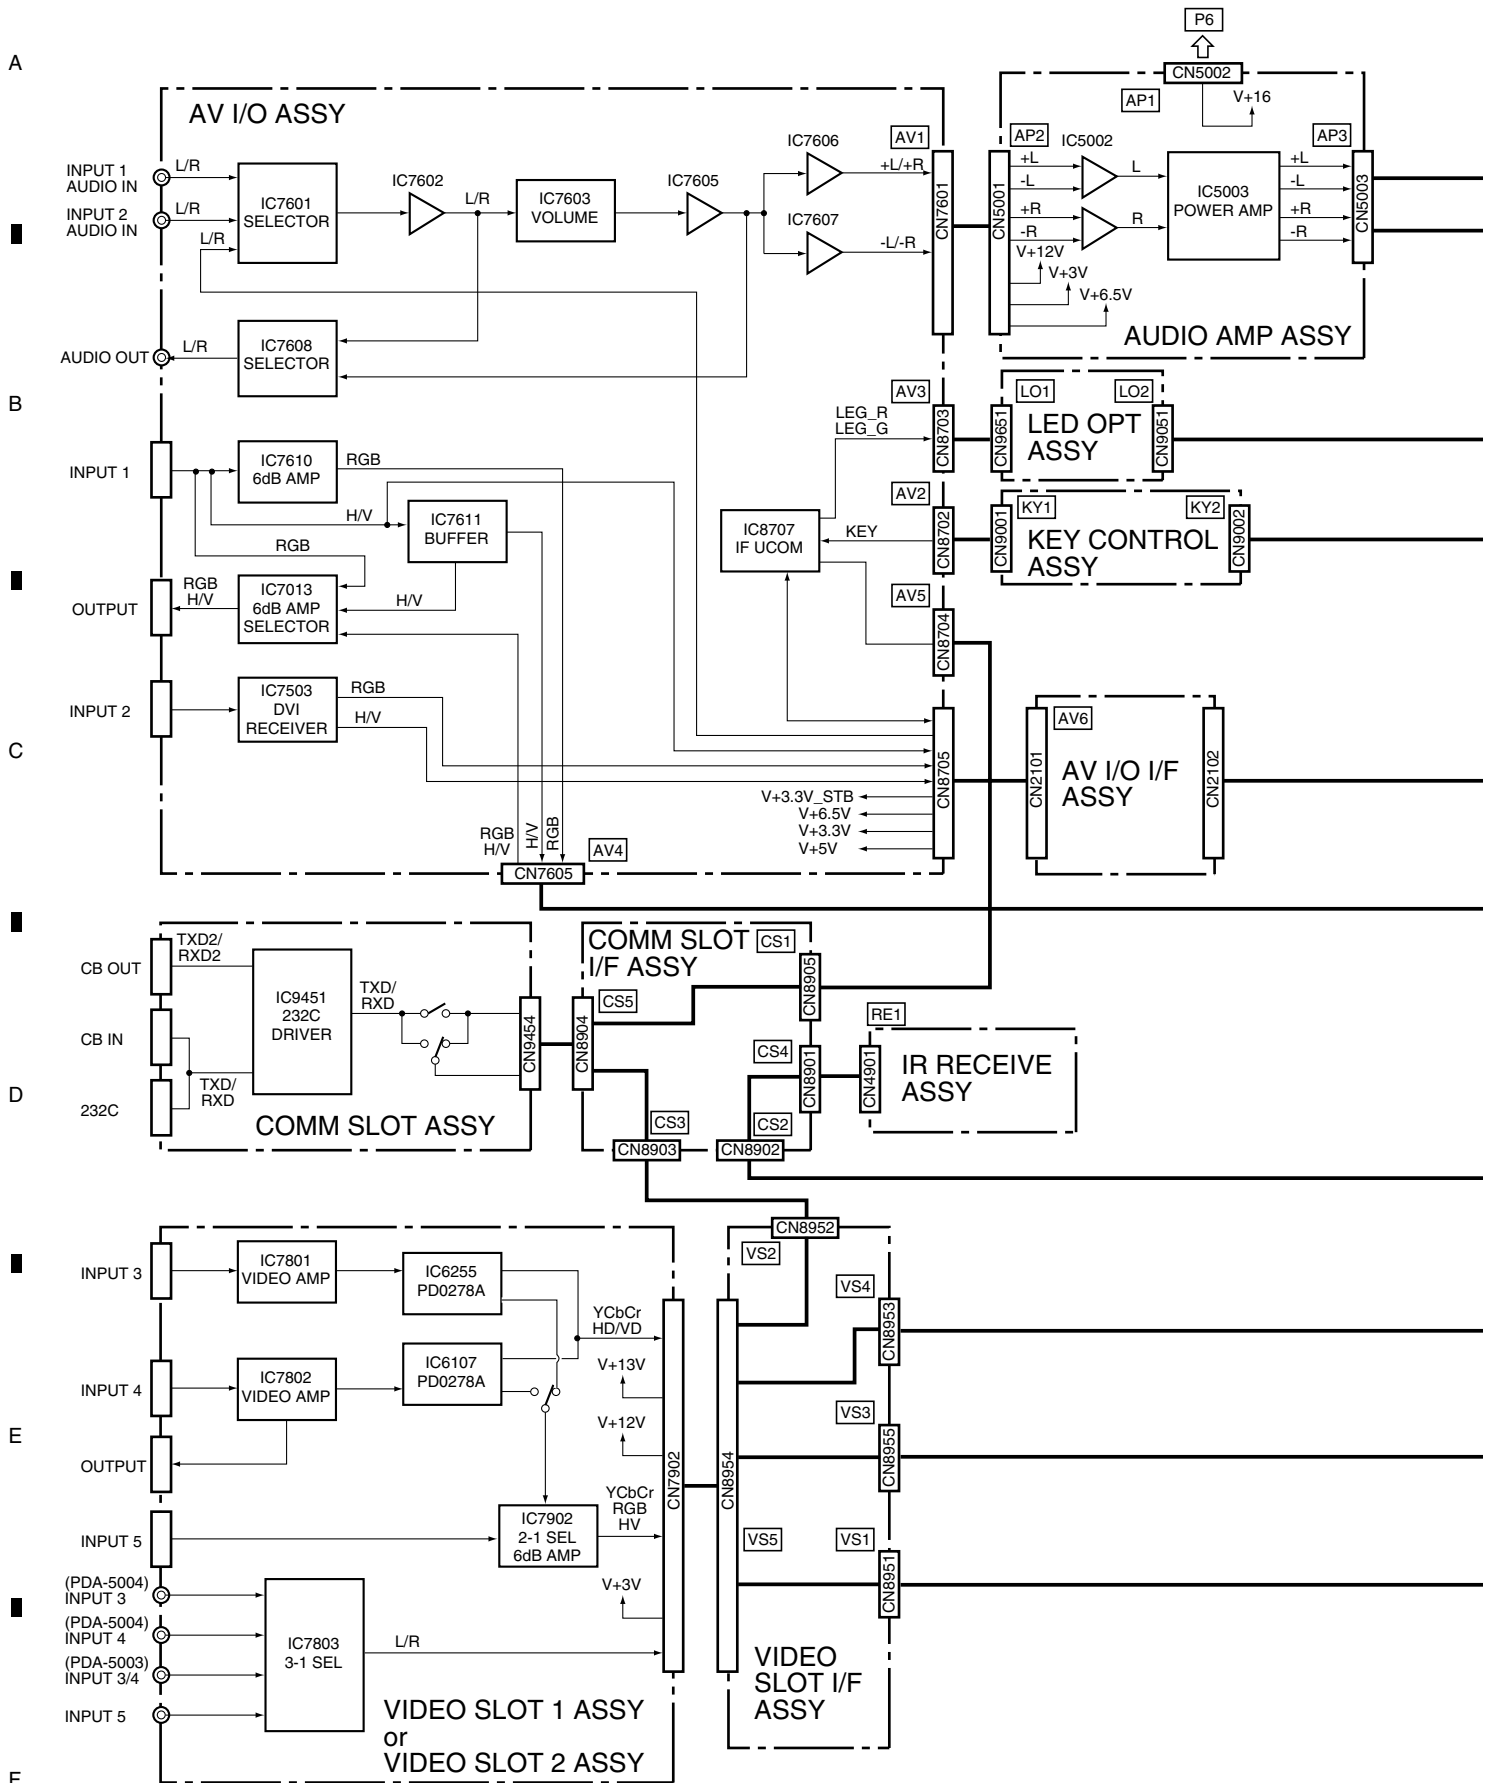 P6
A
CN5002
AV I/O ASSY
AP1
V+16
INPUT 1
AUDIO IN
L/R
INPUT 2
AUDIO IN
L/R
L/R
IC7601
SELECTOR
IC7602
L/R
IC7603
VOLUME
IC7605
IC7606
IC7607
AV1
+L/+R
-L/-R
CN7601
CN5001
AP2
IC5002
AP3
+L
-L
+R
-R
L
R
IC5003
POWER AMP
+L
-L
+R
-R
CN5003
V+12V
V+3V
V+6.5V
AUDIO AMP ASSY
AUDIO OUT
L/R
IC7608
SELECTOR
B
AV3
LEG_R
LEG_G
CN8703
CN9651
LO1
LO2
LED OPT
ASSY
CN9051
INPUT 1
IC7610
6dB AMP
RGB
H/V
IC7611
BUFFER
RGB
AV2
IC8707
IF UCOM
KEY
CN8702
CN9001
KY1
KY2
KEY CONTROL
ASSY
CN9002
OUTPUT
RGB
H/V
IC7013
6dB AMP
SELECTOR
H/V
AV5
CN8704
INPUT 2
IC7503
DVI
RECEIVER
RGB
H/V
C
CN8705
CN2101
AV6
AV I/O I/F
ASSY
CN2102
V+3.3V_STB
V+6.5V
V+3.3V
V+5V
RGB
H/V
H/V
RGB
AV4
CN7605
CB OUT
TXD2/
RXD2
CB IN
IC9451
232C
DRIVER
TXD/
RXD
CN9454
D
232C
TXD/
RXD
COMM SLOT ASSY
COMM SLOT
I/F ASSY
CS1
CN8905
CS5
CN8904
CS4
CN8901
RE1
CN4901
IR RECEIVE
ASSY
CS3
CS2
CN8903
CN8902
CN8952
INPUT 3
IC7801
VIDEO AMP
IC6255
PD0278A
VS2
VS4
CN8953
YCbCr
HD/VD
INPUT 4
IC7802
VIDEO AMP
IC6107
PD0278A
V+13V
VS3
CN8955
E
V+12V
OUTPUT
CN7902
CN8954
YCbCr
RGB
HV
INPUT 5
IC7902
2-1 SEL
6dB AMP
VS5
VS1
CN8951
(PDA-5004)
INPUT 3
V+3V
(PDA-5004)
INPUT 4
(PDA-5003)
INPUT 3/4
INPUT 5
IC7803
3-1 SEL
L/R
VIDEO
SLOT I/F
ASSY
VIDEO SLOT 1 ASSY
or
VIDEO SLOT 2 ASSY